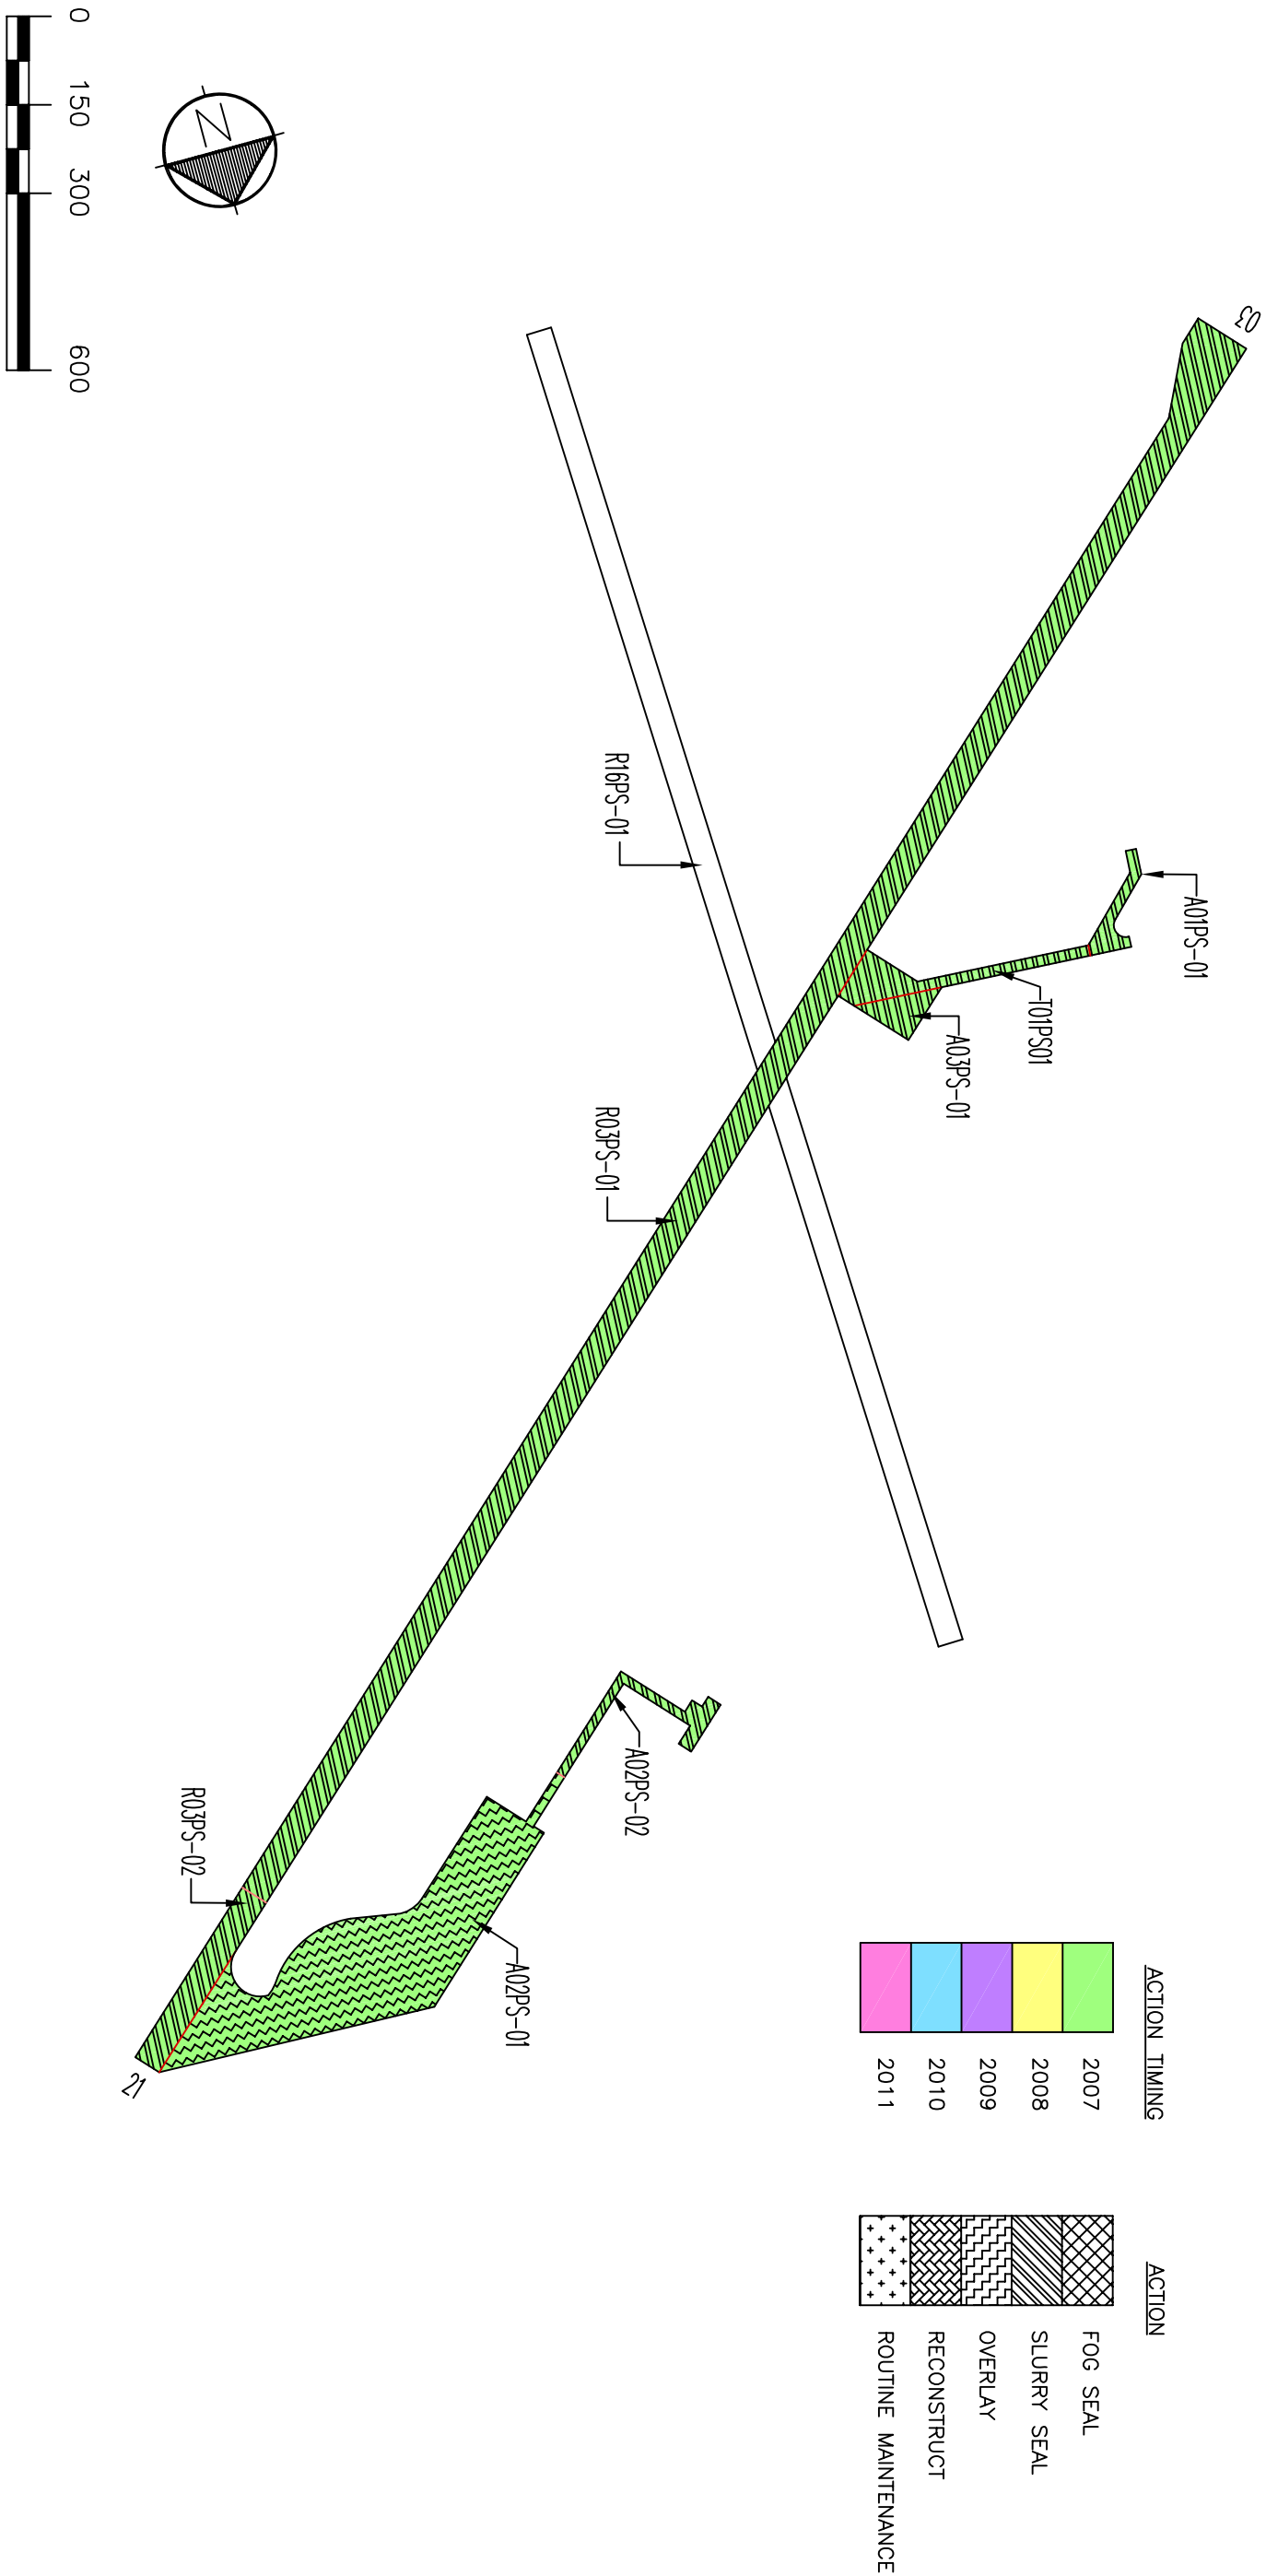 03
A01PS-01
T01PS01
A03PS-01
R16PS-01
R03PS-01
A02PS-02
A02PS-01
R03PS-02
21
N
0
150
300
600
ACTION TIMING
2007
2008
2009
2010
2011
ACTION
FOG SEAL
SLURRY SEAL
OVERLAY
RECONSTRUCT
ROUTINE MAINTENANCE